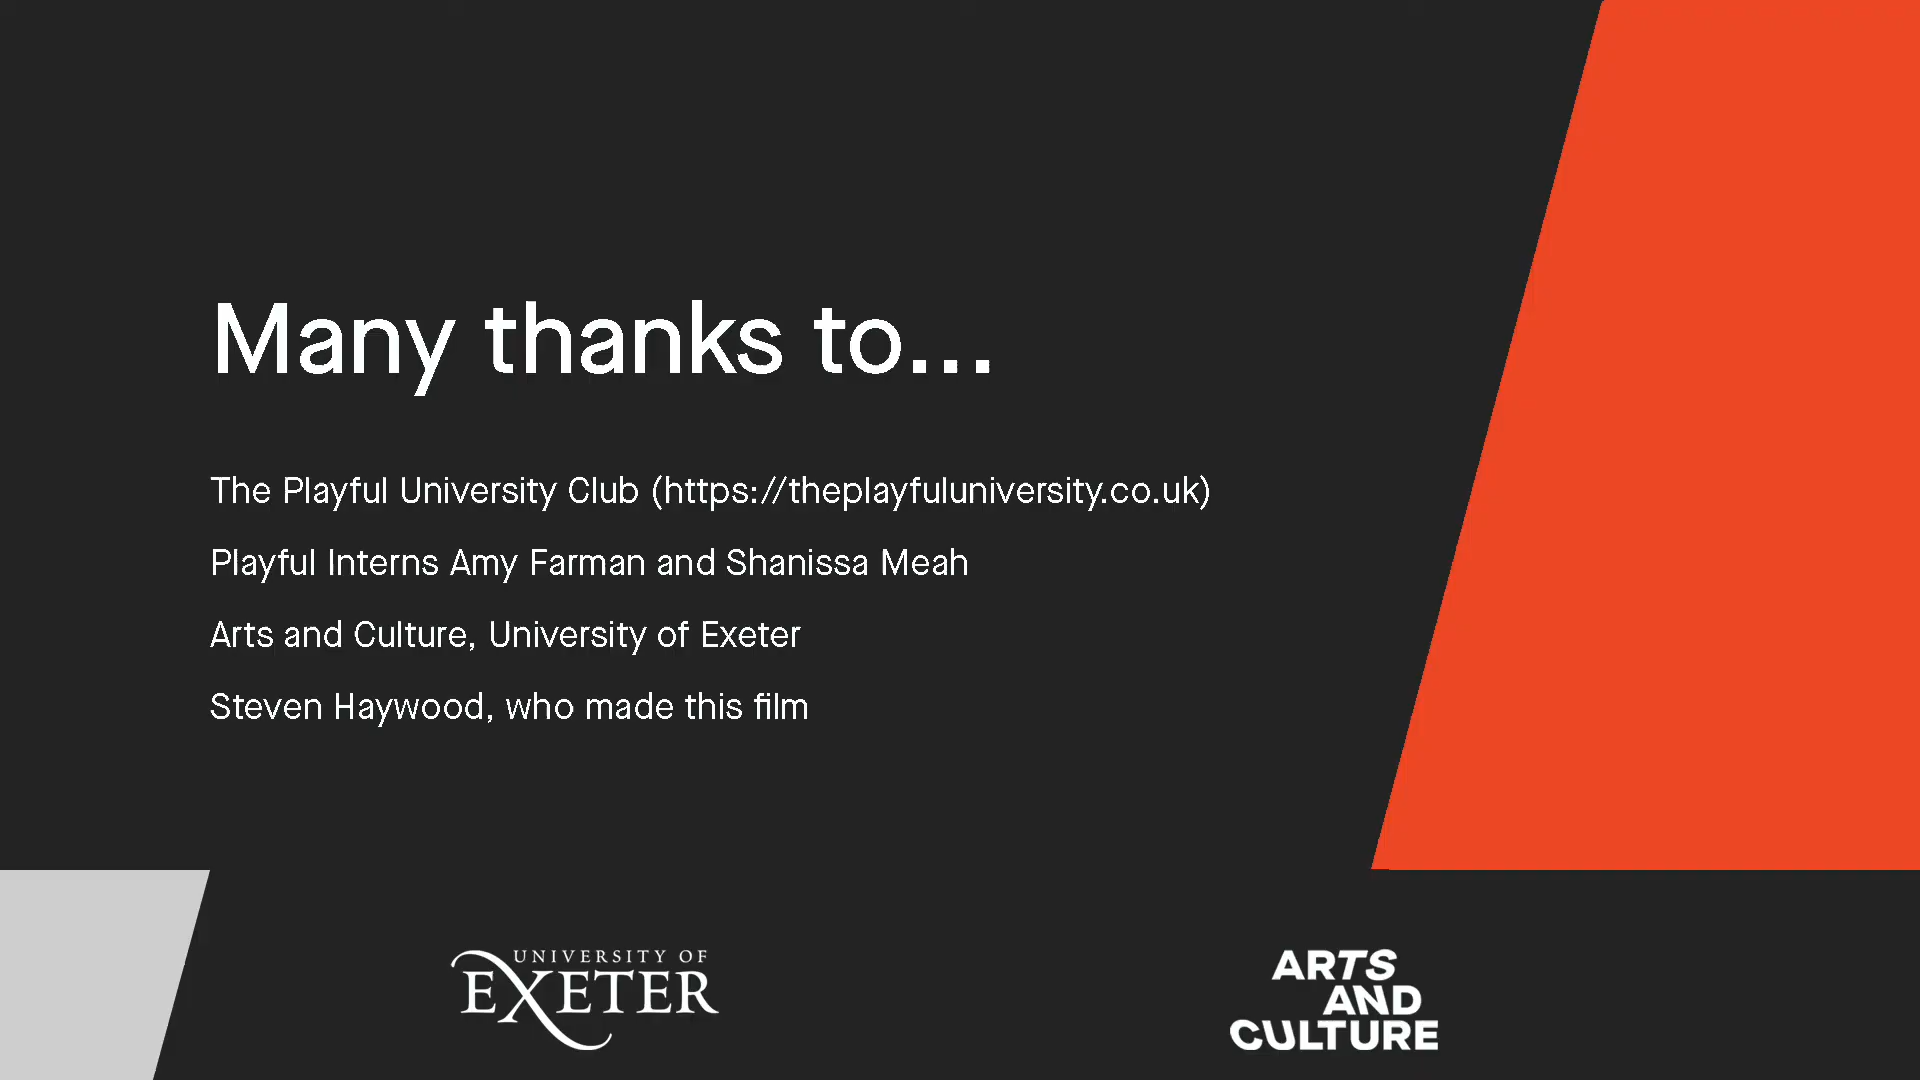 Many thanks to...
The Playful University Club (https://theplayfuluniversity.co.uk)
Playful Interns Amy Farman and Shanissa Meah
Arts and Culture, University of Exeter
Steven Haywood, who made this film
UNIVERSITY OF
EXETER
ARTS
AND
CULTURE